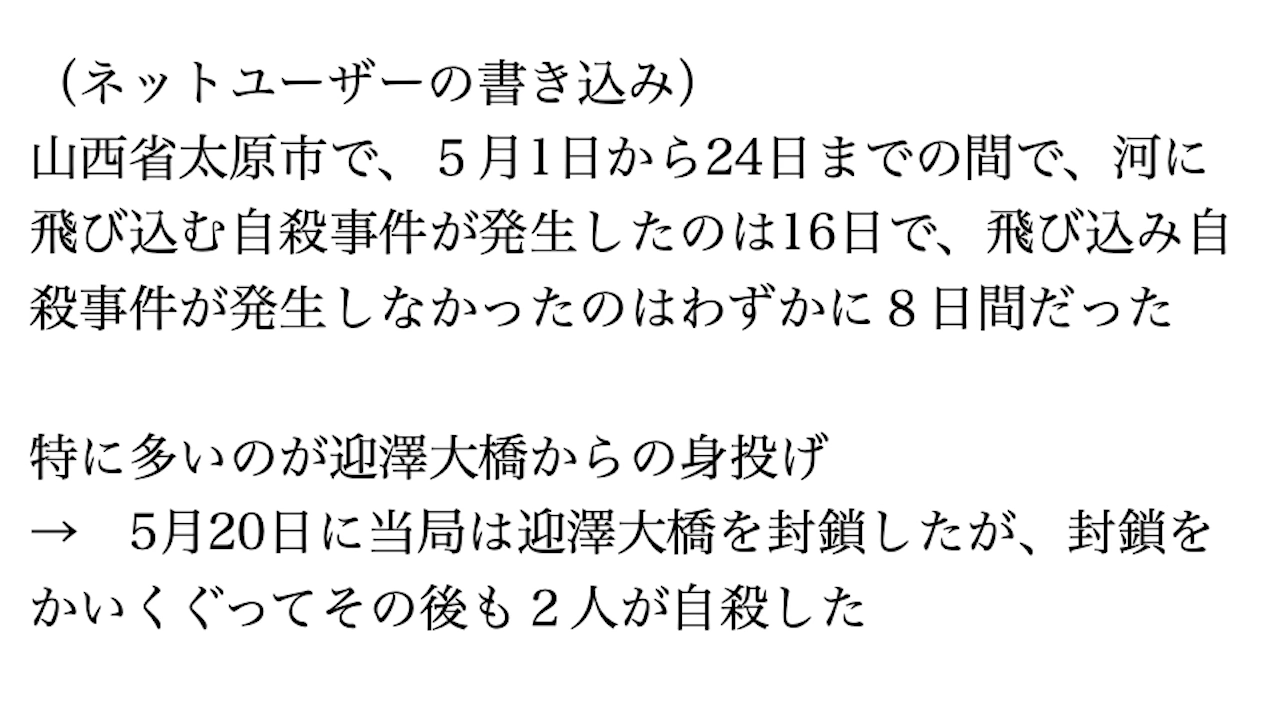 （ネットユーザーの書き込み）
山西省太原市で、５月1日から24日までの間で、河に
飛び込む自殺事件が発生したのは16日で、飛び込み自
殺事件が発生しなかったのはわずかに８日間だった
特に多いのが迎澤大橋からの身投げ
→　5月20日に当局は迎澤大橋を封鎖したが、封鎖を
かいくぐってその後も２人が自殺した